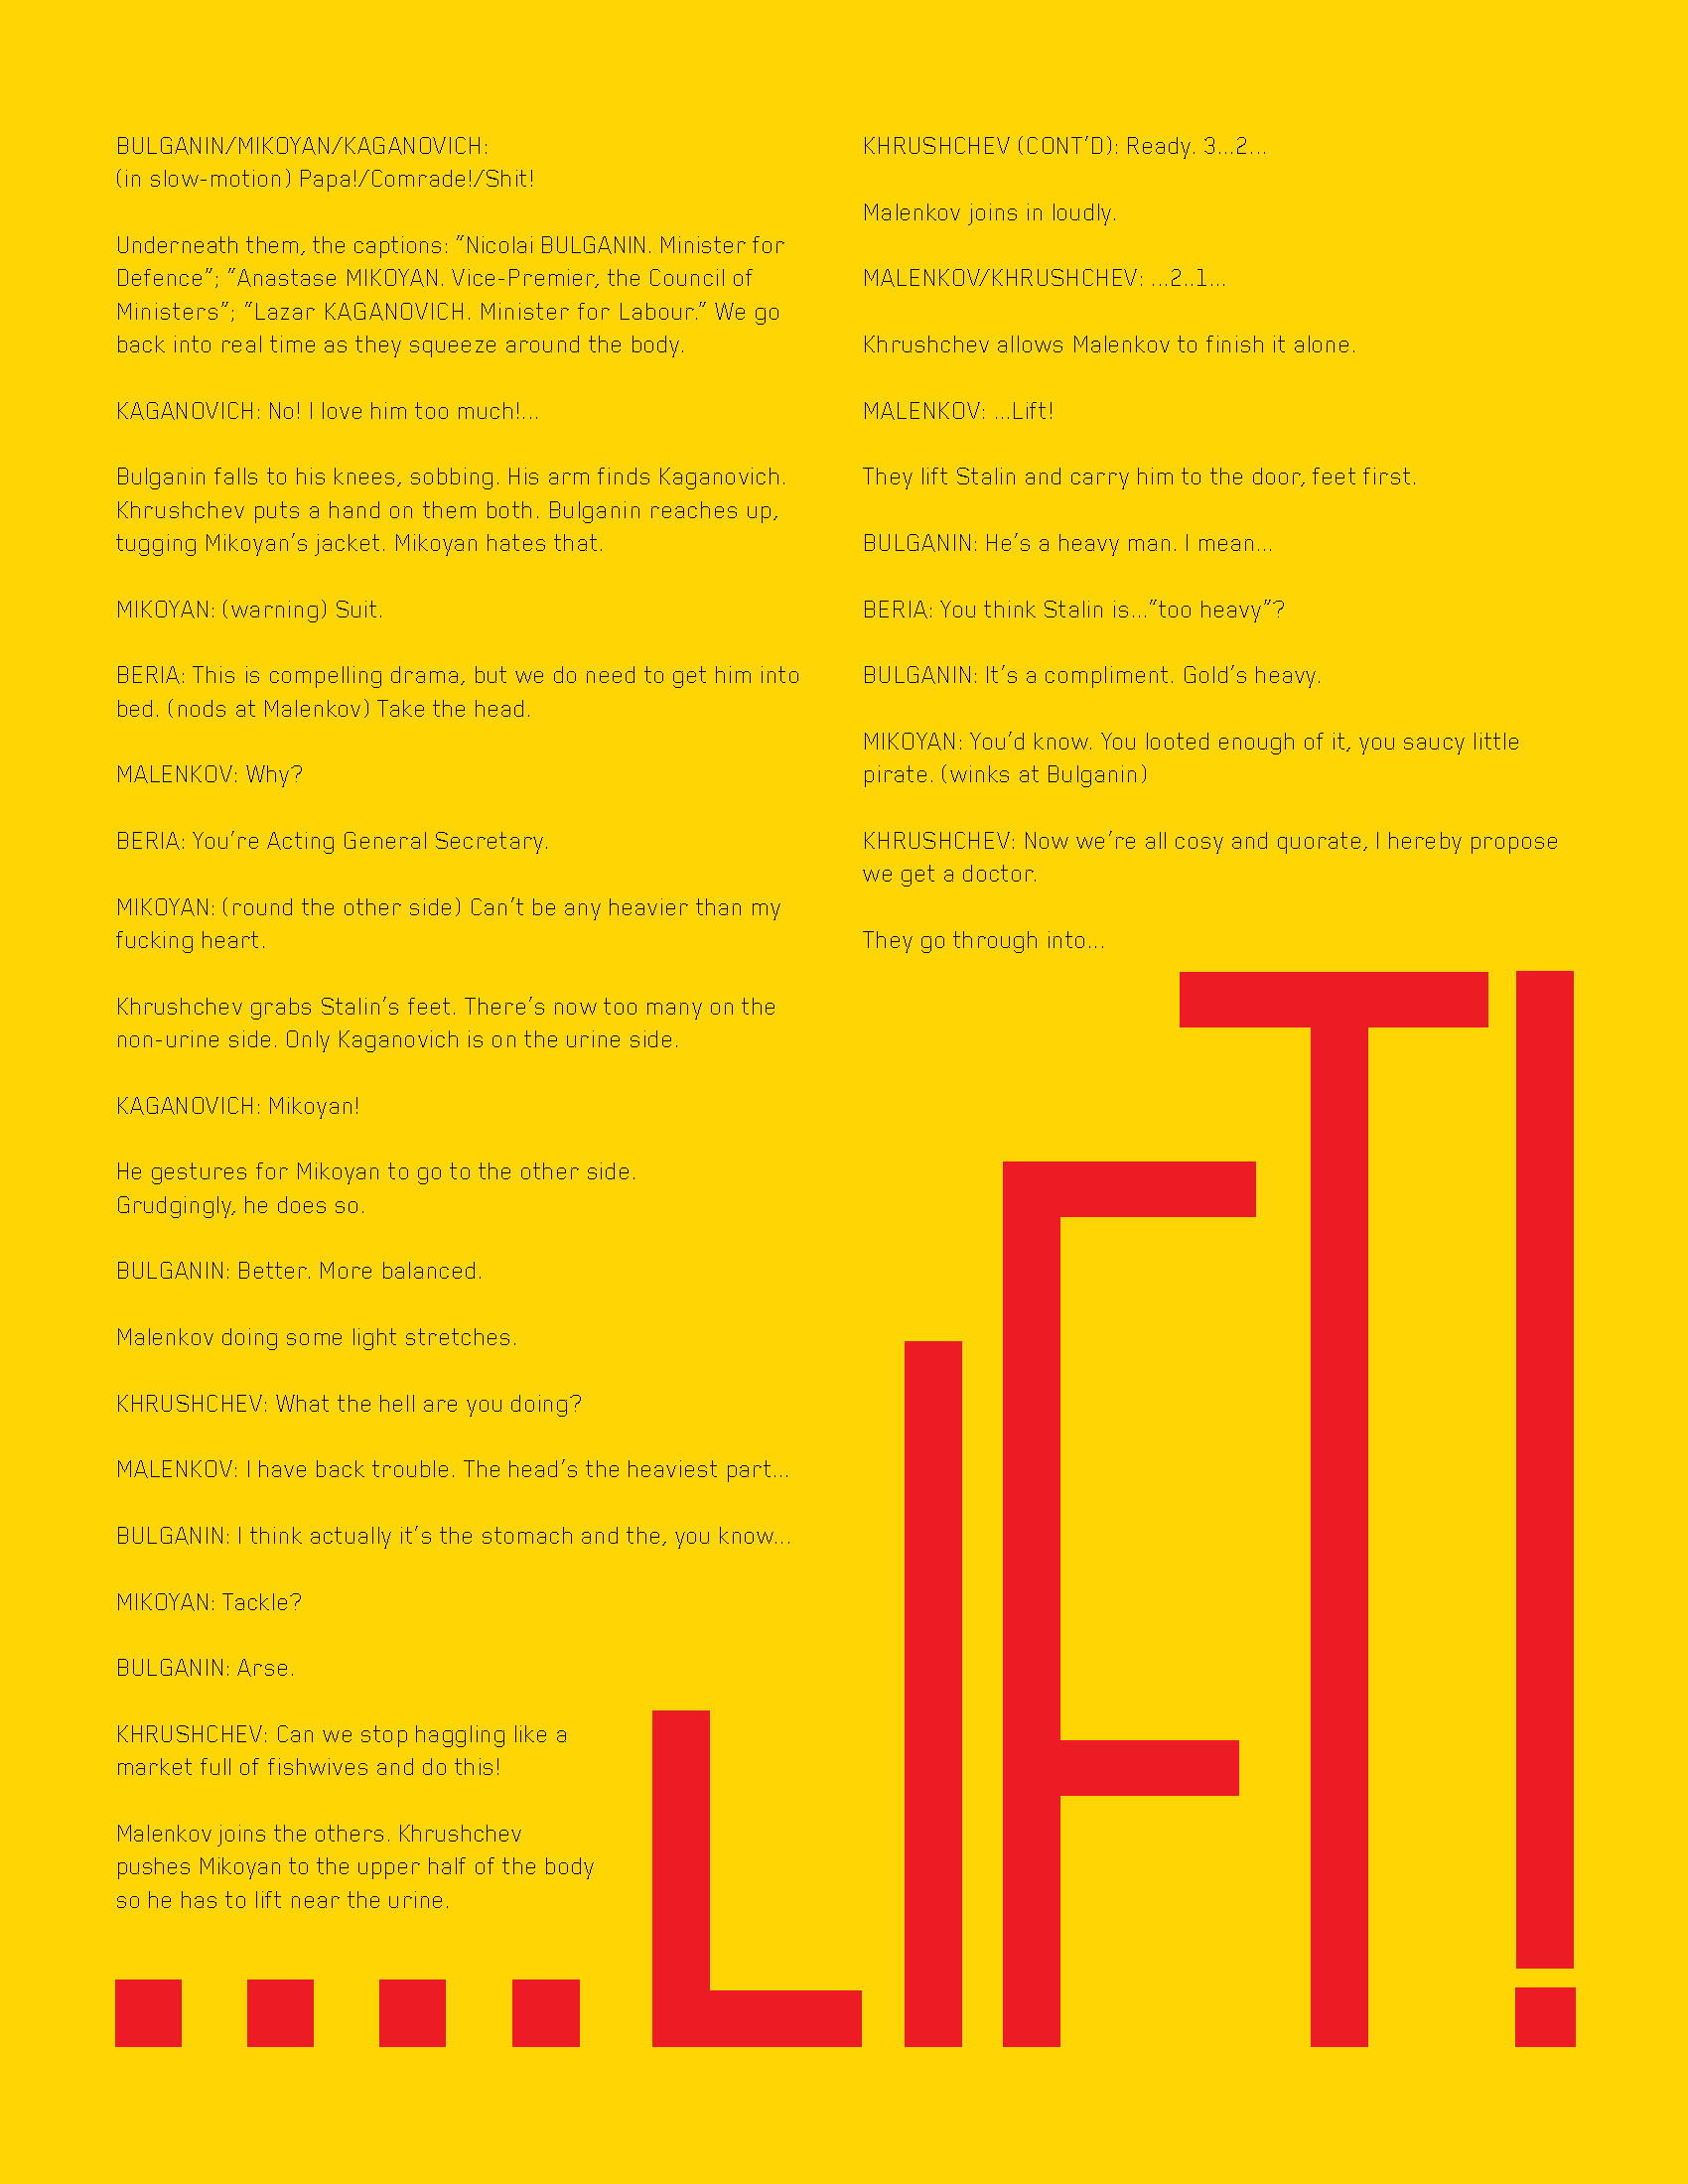 BULGANIN/MIKOYAN/KAGANOVICH:
(in slow-motion) Papa!/Comrade!/Shit!
Underneath them, the captions: “Nicolai BULGANIN. Minister for
Defence”; “Anastase MIKOYAN. Vice-Premier, the Council of
Ministers”; “Lazar KAGANOVICH. Minister for Labour.” We go
back into real time as they squeeze around the body.
KAGANOVICH: No! I love him too much!...
Bulganin falls to his knees, sobbing. His arm finds Kaganovich.
Khrushchev puts a hand on them both. Bulganin reaches up,
tugging Mikoyan’s jacket. Mikoyan hates that.
MIKOYAN: (warning) Suit.
BERIA: This is compelling drama, but we do need to get him into
bed. (nods at Malenkov) Take the head.
MALENKOV: Why?
BERIA: You’re Acting General Secretary.
MIKOYAN: (round the other side) Can’t be any heavier than my
fucking heart.
Khrushchev grabs Stalin’s feet. There’s now too many on the
non-urine side. Only Kaganovich is on the urine side.
KAGANOVICH: Mikoyan!
He gestures for Mikoyan to go to the other side.
Grudgingly, he does so.
BULGANIN: Better. More balanced.
Malenkov doing some light stretches.
KHRUSHCHEV: What the hell are you doing?
MALENKOV: I have back trouble. The head’s the heaviest part...
BULGANIN: I think actually it’s the stomach and the, you know...
MIKOYAN: Tackle?
BULGANIN: Arse.
KHRUSHCHEV: Can we stop haggling like a
market full of fishwives and do this!
Malenkov joins the others. Khrushchev
pushes Mikoyan to the upper half of the body
so he has to lift near the urine.
KHRUSHCHEV (CONT’D): Ready. 3...2...
Malenkov joins in loudly.
MALENKOV/KHRUSHCHEV: ...2..1...
Khrushchev allows Malenkov to finish it alone.
MALENKOV: ...Lift!
They lift Stalin and carry him to the door, feet first.
BULGANIN: He’s a heavy man. I mean...
BERIA: You think Stalin is...“too heavy”?
BULGANIN: It’s a compliment. Gold’s heavy.
MIKOYAN: You’d know. You looted enough of it, you saucy little
pirate. (winks at Bulganin)
KHRUSHCHEV: Now we’re all cosy and quorate, I hereby propose
we get a doctor.
They go through into...
....LIFT!